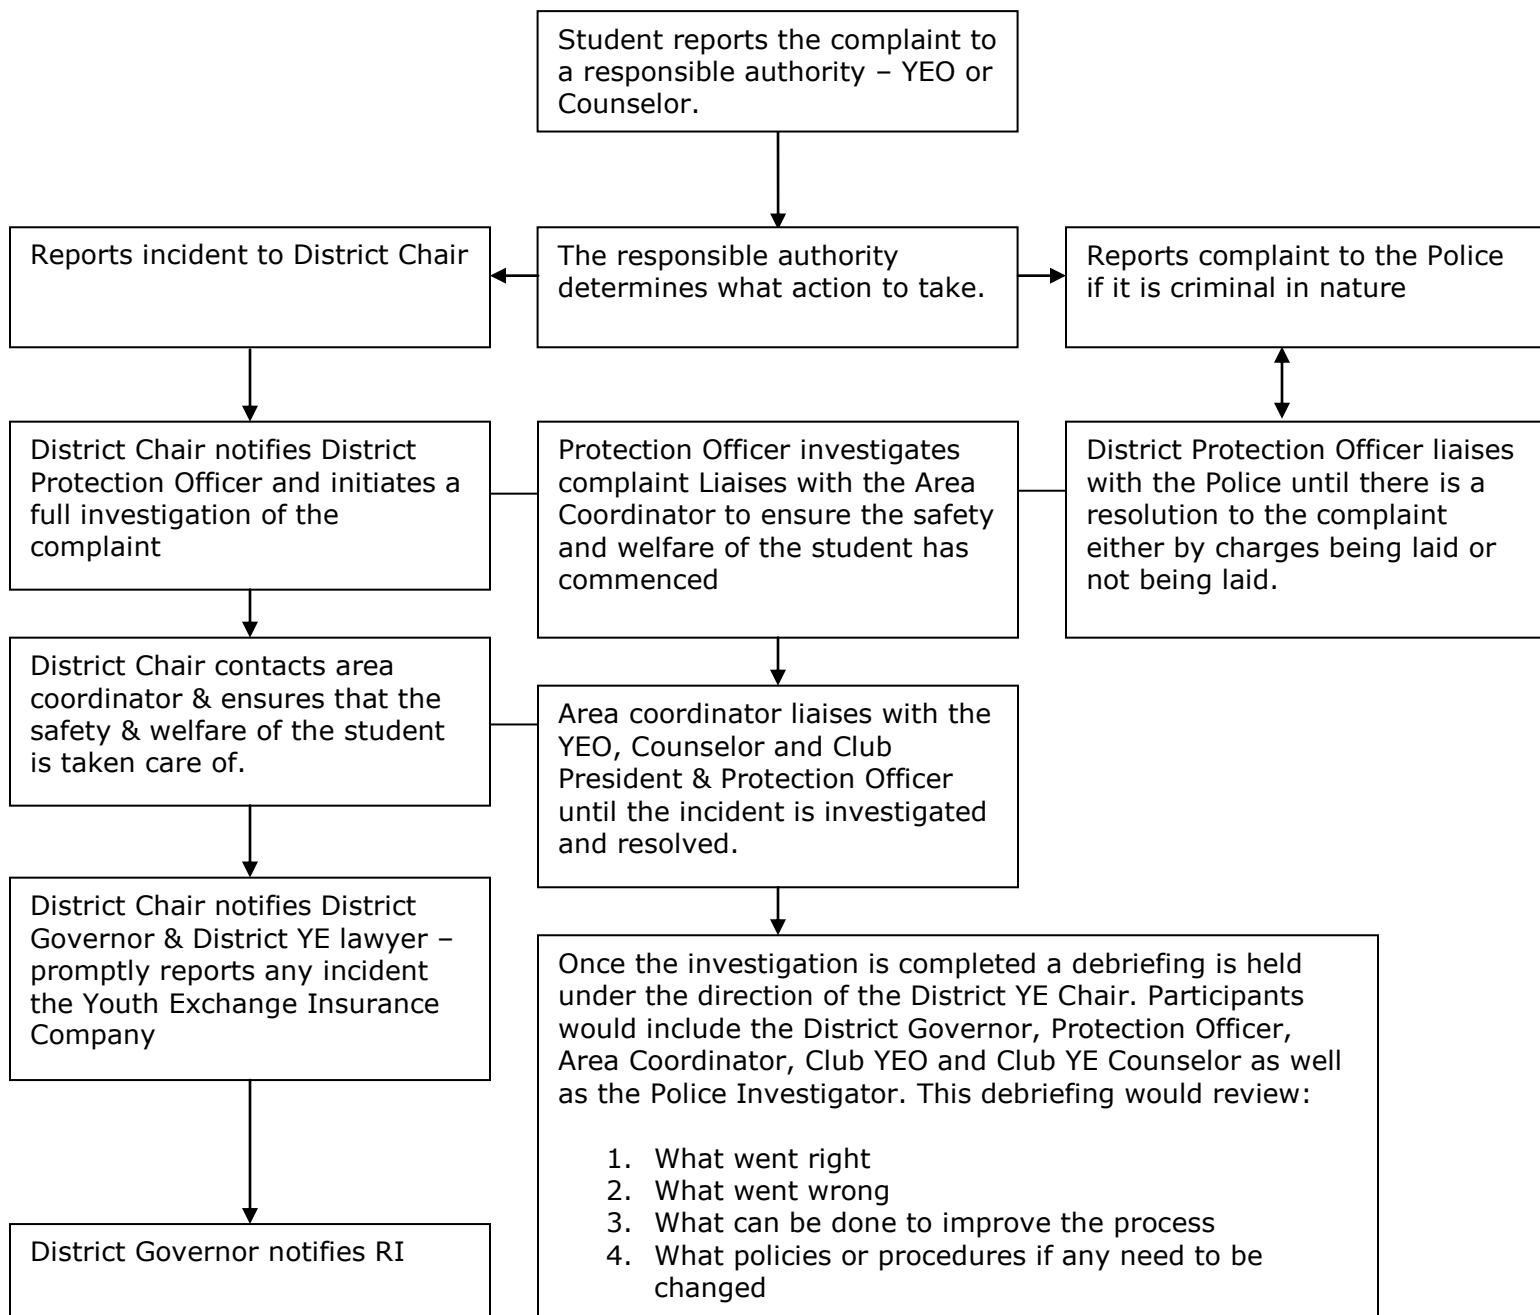 Student reports the complaint to
a responsible authority – YEO or
Counselor.
Reports incident to District Chair
The responsible authority
determines what action to take.
Reports complaint to the Police
if it is criminal in nature
District Chair notifies District
Protection Officer and initiates a
full investigation of the
complaint
Protection Officer investigates
complaint Liaises with the Area
Coordinator to ensure the safety
and welfare of the student has
commenced
District Protection Officer liaises
with the Police until there is a
resolution to the complaint
either by charges being laid or
not being laid.
District Chair contacts area
coordinator & ensures that the
safety & welfare of the student
is taken care of.
Area coordinator liaises with the
YEO, Counselor and Club
President & Protection Officer
until the incident is investigated
and resolved.
District Chair notifies District
Governor & District YE lawyer –
promptly reports any incident
the Youth Exchange Insurance
Company
Once the investigation is completed a debriefing is held
under the direction of the District YE Chair. Participants
would include the District Governor, Protection Officer,
Area Coordinator, Club YEO and Club YE Counselor as well
as the Police Investigator. This debriefing would review:
1. What went right
2. What went wrong
3. What can be done to improve the process
4. What policies or procedures if any need to be
changed
District Governor notifies RI